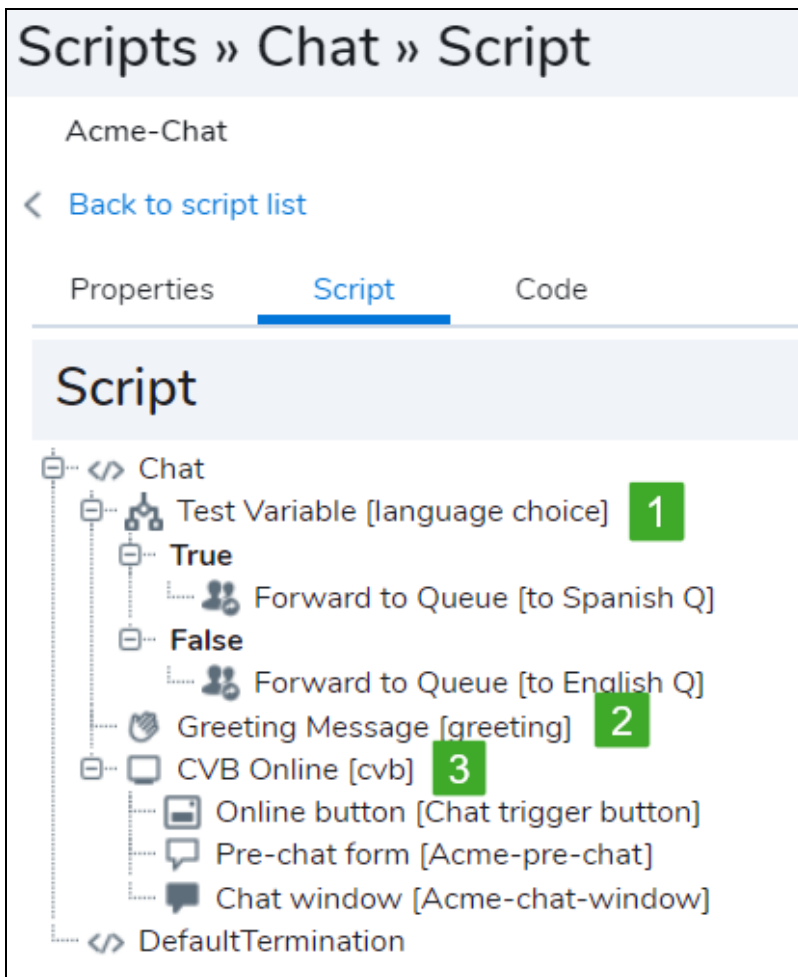 Scripts » Chat » Script
Acme-Chat
Back to script list
Properties Script Code
Script
Chat
Test Variable [language choice] 1
True
Forward to Queue [to Spanish Q]
False
Forward to Queue [to English Q]
Greeting Message [greeting] 2
CVB Online [cvb] 3
Online button [Chat trigger button]
Pre-chat form [Acme-pre-chat]
Chat window [Acme-chat-window]
DefaultTermination